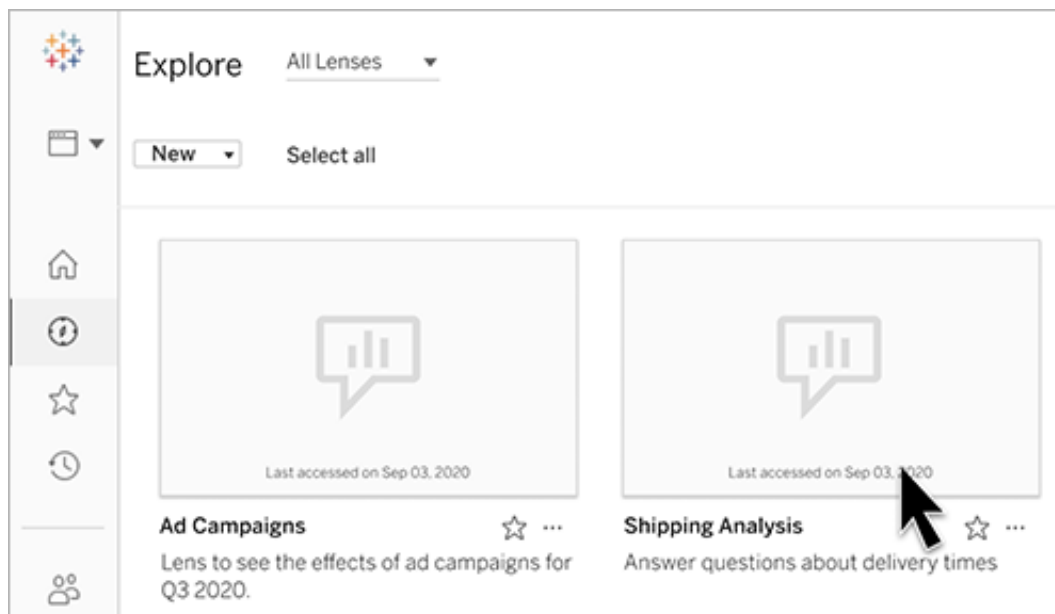 Explore
All Lenses
New
Select all
Last accessed on Sep 03, 2020
Last accessed on Sep 03, 2020
Ad Campaigns
Shipping Analysis
Lens to see the effects of ad campaigns for
Q3 2020.
Answer questions about delivery times